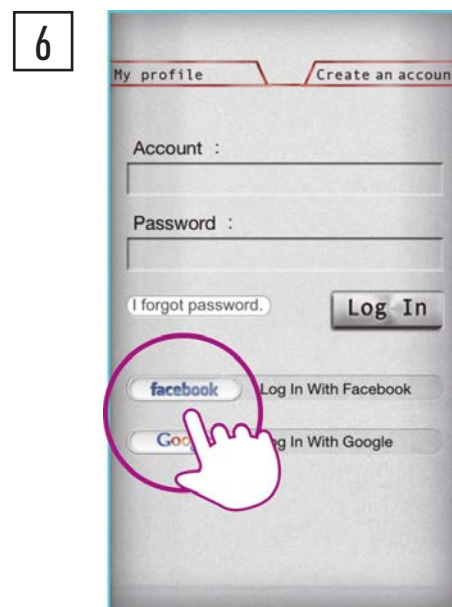 6
My profile
Create an accoun
Account :
Password :
I forgot password.
Log In
facebook
Log In With Facebook
Goo
og In With Google